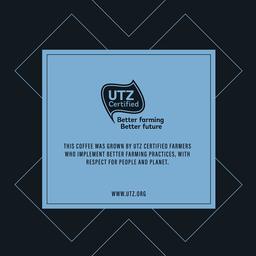 UTZ
Certified
Better farming
Better future
THIS COFFEE WAS GROWN BY UTZ CERTIFIED FARMERS
WHO IMPLEMENT BETTER FARMING PRACTICES, WITH
RESPECT FOR PEOPLE AND PLANET.
WWW.UTZ.ORG